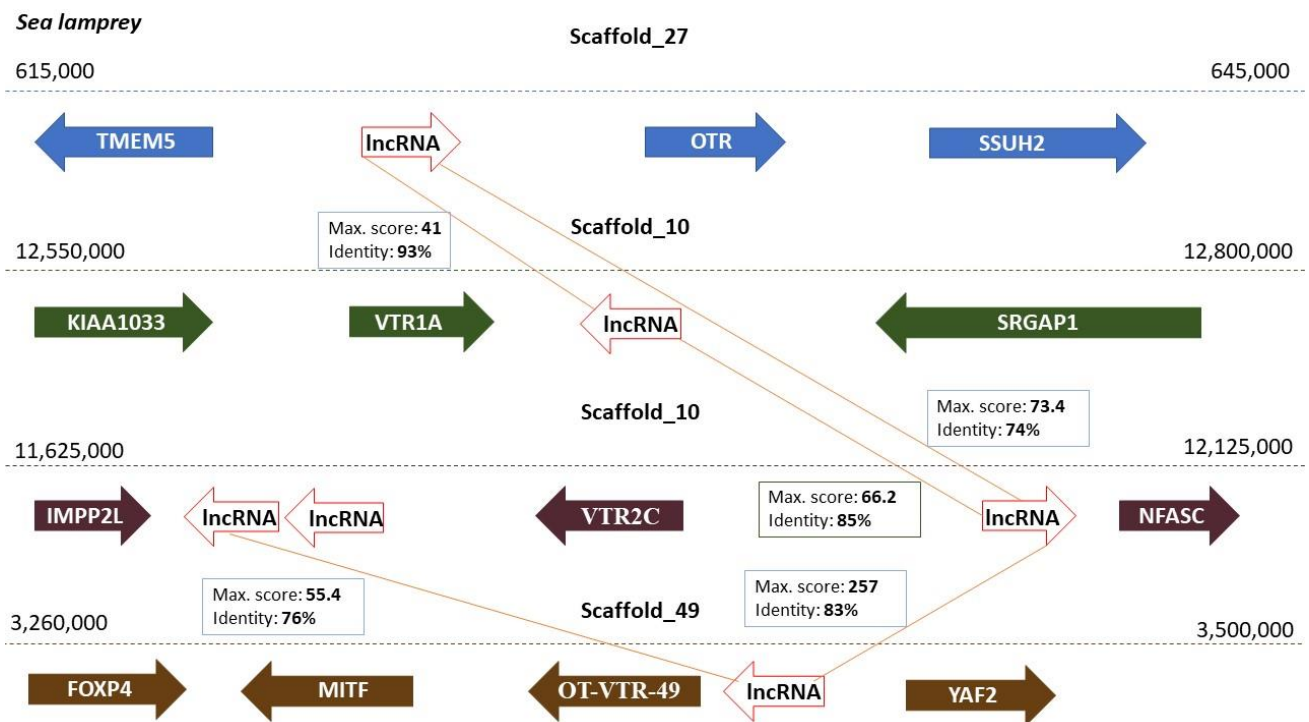 Sea lamprey
Scaffold_27
615,000 645,000
TMEM5 lncRNA OTR SSUH2
Max. score: 41
Identity: 93%
Scaffold_10
12,550,000 12,800,000
KIAA1033 VTR1A lncRNA SRGAP1
Max. score: 73.4
Identity: 74%
Scaffold_10
11,625,000 12,125,000
IMPP2L lncRNA lncRNA VTR2C lncRNA NFASC
Max. score: 66.2
Identity: 85%
Max. score: 55.4
Identity: 76%
Max. score: 257
Identity: 83%
Scaffold_49
3,260,000 3,500,000
FOXP4 MITF OT-VTR-49 lncRNA YAF2